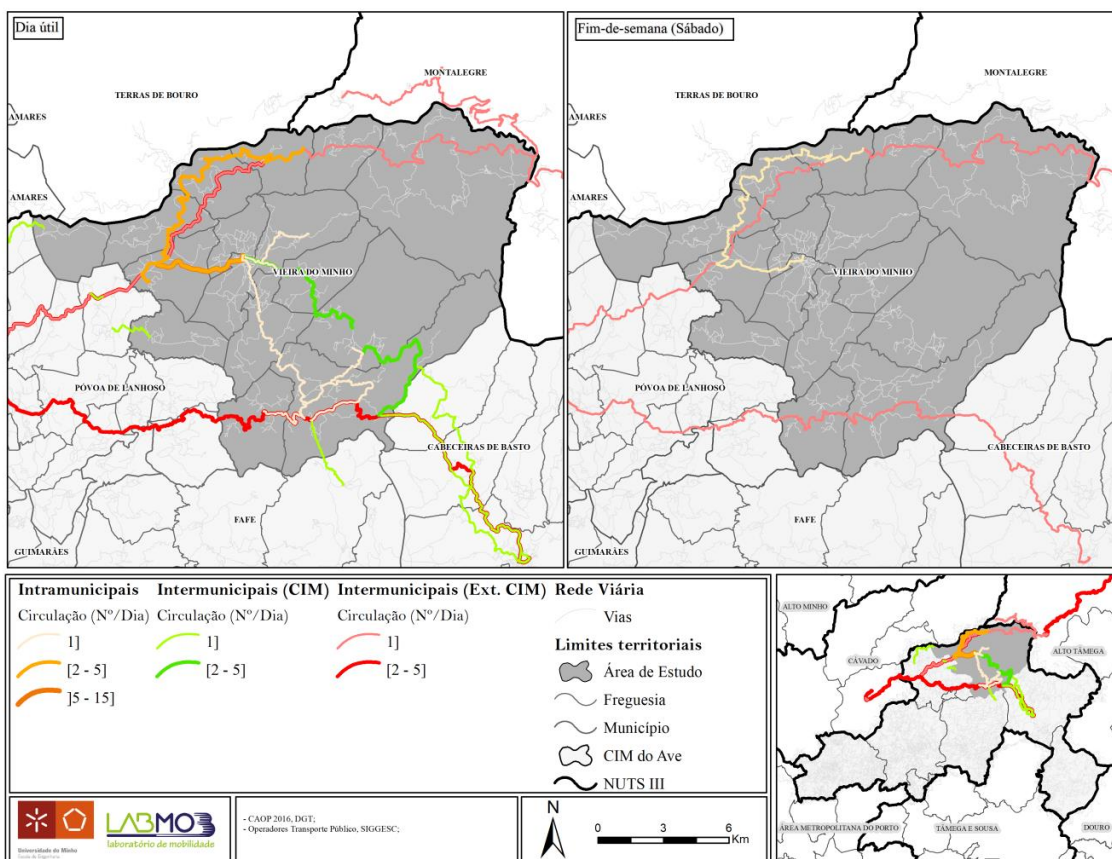 Dia útil
MONTALEGRE
TERRAS DE BOURO
AMARES
AMARES
VIEIRA DO MINHO
PÓVOA DE LANHOSO
CABECEIRAS DE BASTO
FAFE
GUIMARÃES
Fim-de-semana (Sábado)
MONTALEGRE
TERRAS DE BOURO
AMARES
AMARES
VIEIRA DO MINHO
PÓVOA DE LANHOSO
CABECEIRAS DE BASTO
FAFE
GUIMARÃES
Intramunicipais
Circulação (Nº/Dia)
1]
[2 - 5]
]5 - 15]
Intermunicipais (CIM)
Circulação (Nº/Dia)
1]
[2 - 5]
Intermunicipais (Ext. CIM)
Circulação (Nº/Dia)
1]
[2 - 5]
Rede Viária
Vias
Limites territoriais
Área de Estudo
Freguesia
Município
CIM do Ave
NUTS III
ALTO MINHO
CÁVADO
ALTO TÂMEGA
ÁREA METROPOLITANA DO PORTO
TÂMEGA E SOUSA
DOURO
Universidade do Minho
Escola de Engenharia
LABMOB
laboratório de mobilidade
- CAOP 2016, DGT;
- Operadores Transporte Público, SIGGESC;
N
0 3 6
Km